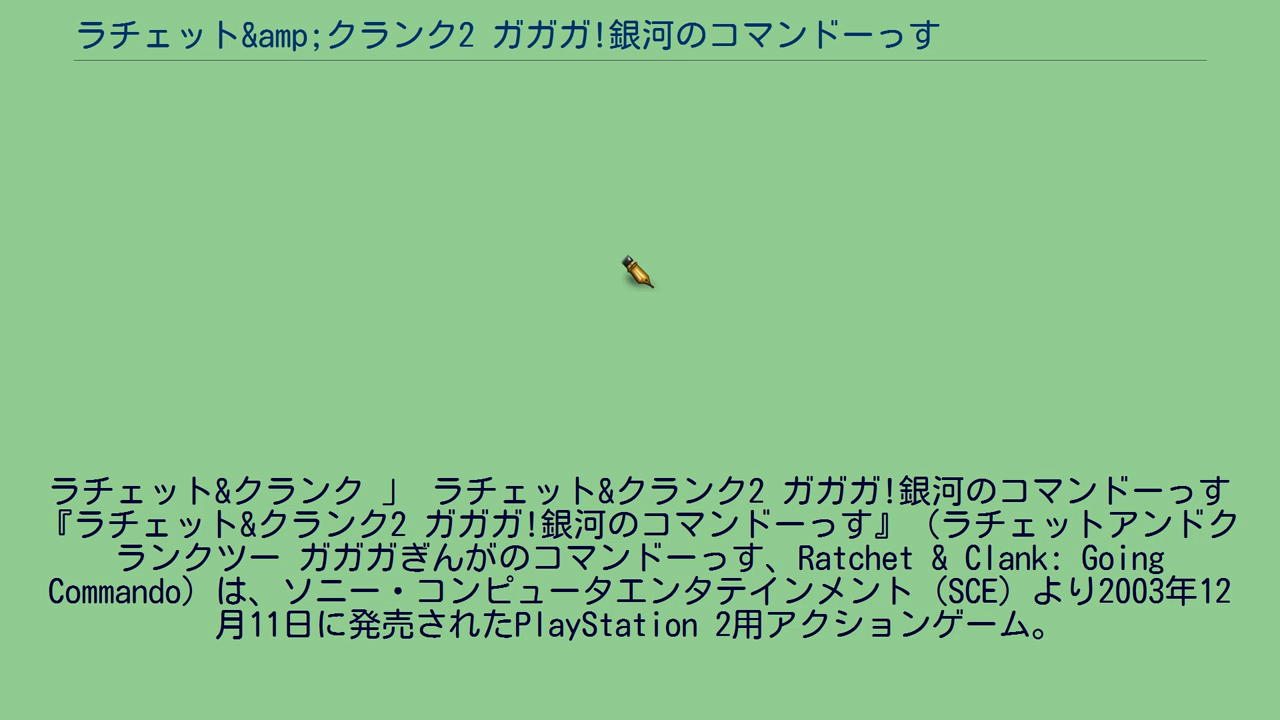 ラチェット&amp;クランク2 ガガガ!銀河のコマンドーっす
ラチェット&クランク 」 ラチェット&クランク2 ガガガ!銀河のコマンドーっす
『ラチェット&クランク2 ガガガ!銀河のコマンドーっす』（ラチェットアンドク
ランクツー ガガガぎんがのコマンドーっす、Ratchet & Clank: Going
Commando）は、ソニー・コンピュータエンタテインメント（SCE）より2003年12
月11日に発売されたPlayStation 2用アクションゲーム。